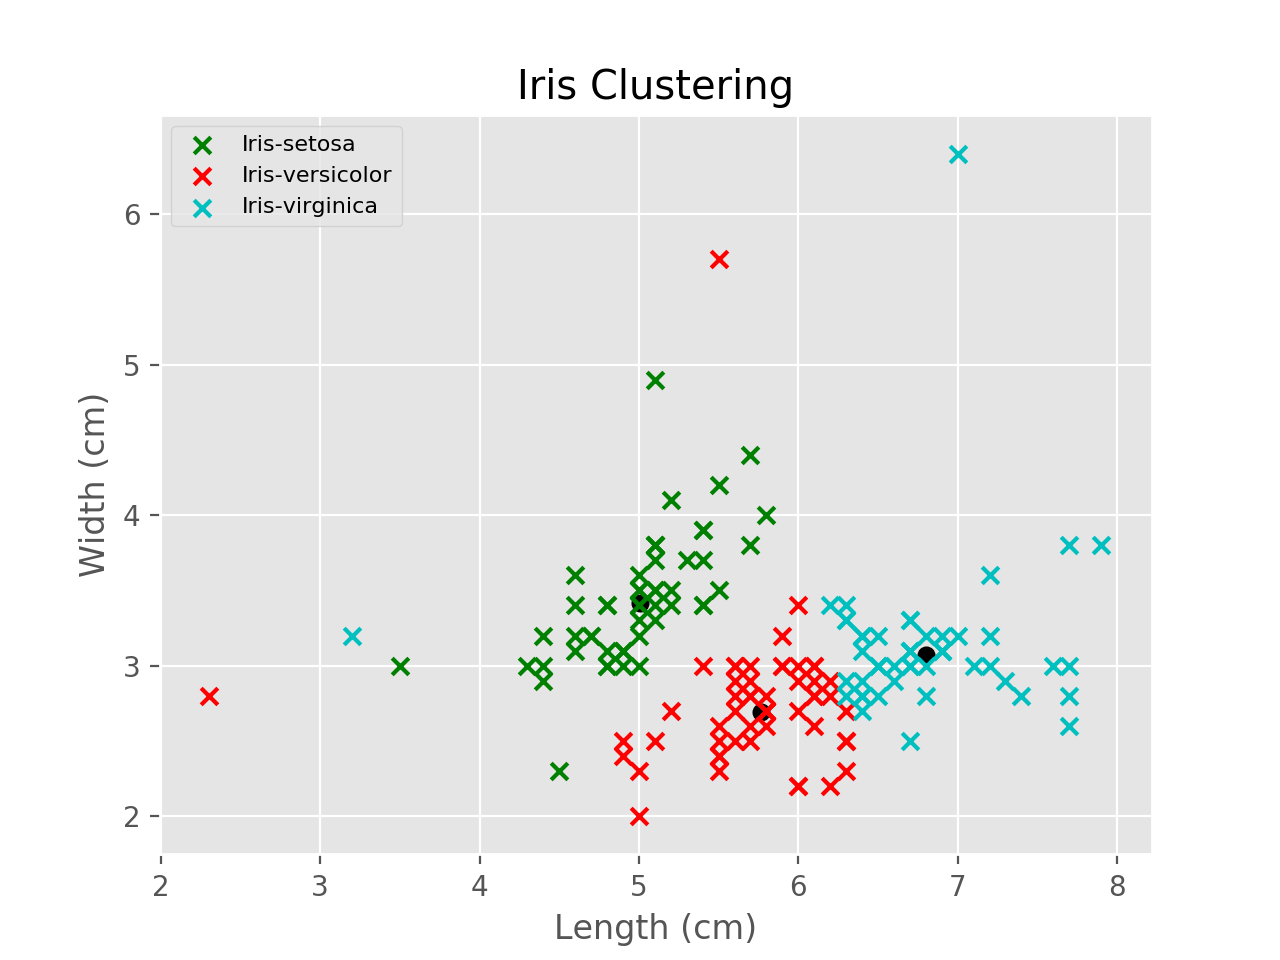 Iris Clustering
Iris-setosa
Iris-versicolor
Iris-virginica
6
5
4
3
2
Width (cm)
2 3 4 5 6 7 8
Length (cm)